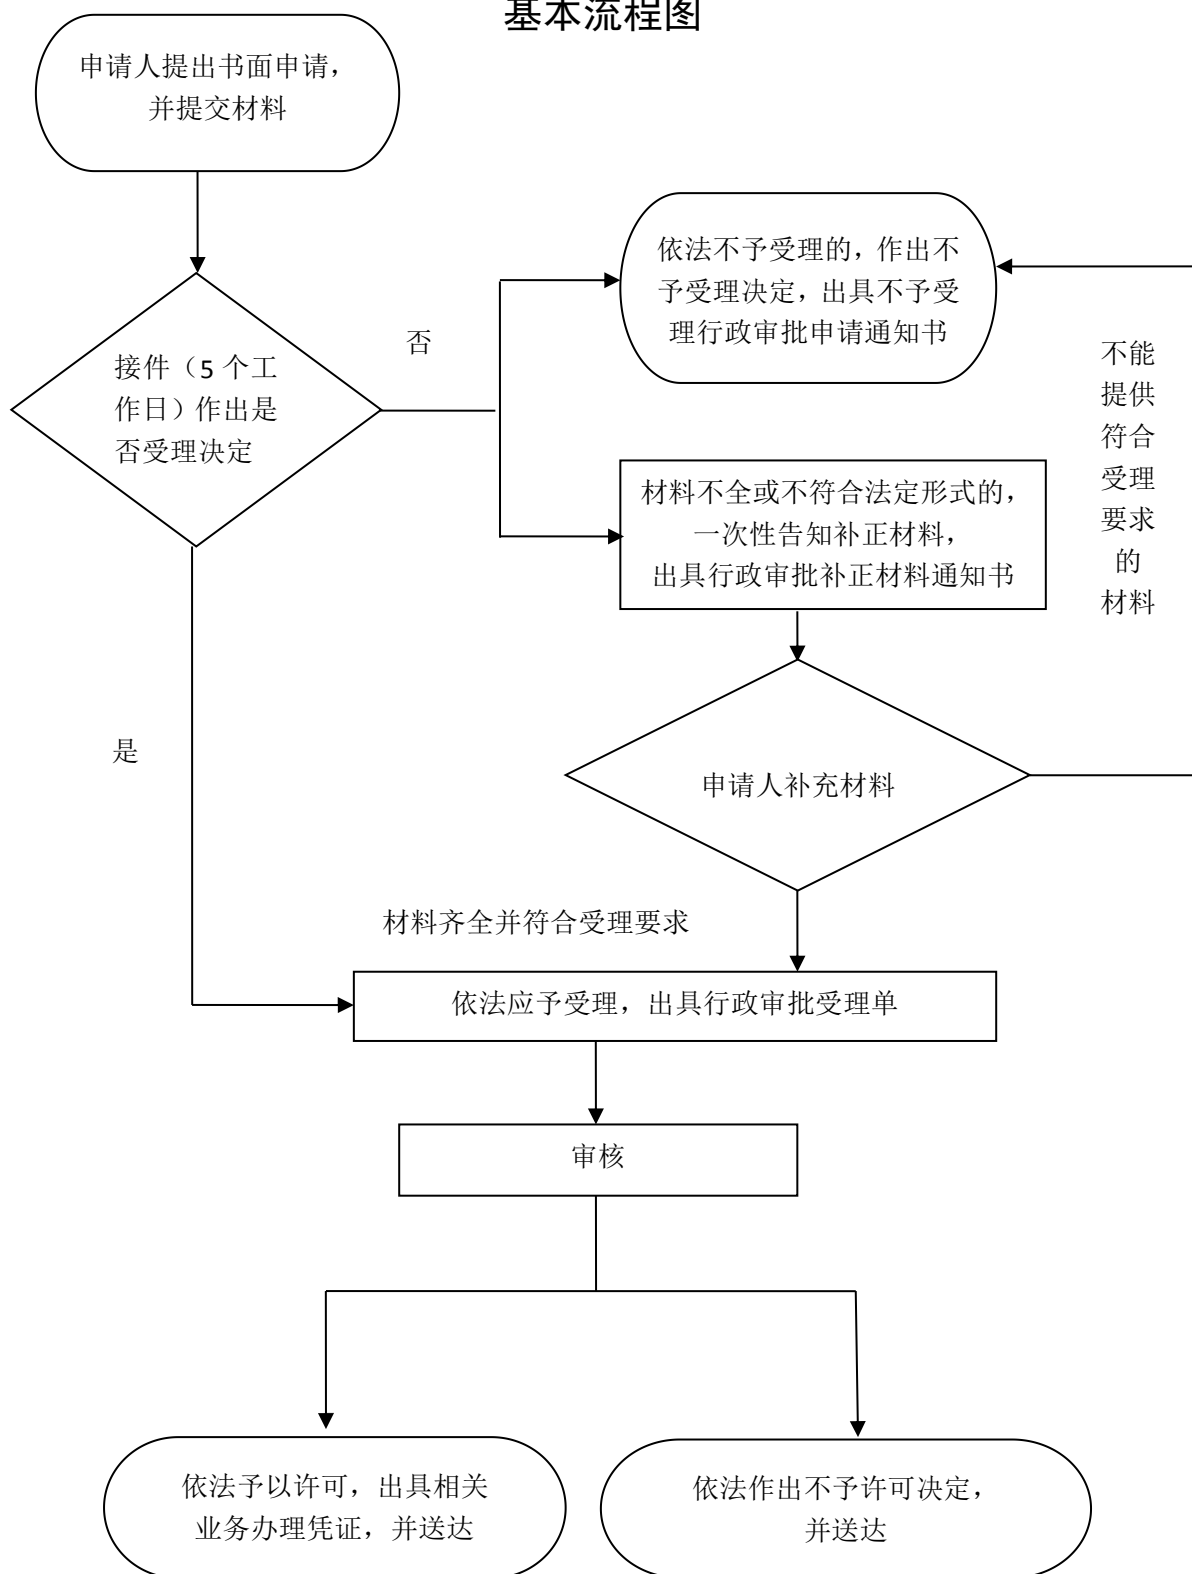 基本流程图
申请人提出书面申请，
并提交材料
依法不予受理的，作出不
予受理决定，出具不予受
理行政审批申请通知书
否
接件（5 个工
作日）作出是
否受理决定
不能
提供
符合
受理
要求
的
材料
材料不全或不符合法定形式的，
一次性告知补正材料，
出具行政审批补正材料通知书
是
申请人补充材料
材料齐全并符合受理要求
依法应予受理，出具行政审批受理单
审核
依法予以许可，出具相关
业务办理凭证，并送达
依法作出不予许可决定，
并送达